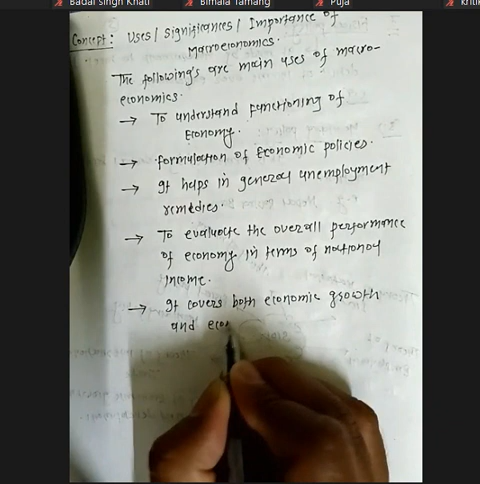 Badal Singh Khati
Bimala Tamang
Puja
Concept: Uses/Significances/Importance of
Macroeconomics.
The following's are main uses of macro-
economics.
→ To understand functioning of
Economy.
→ Formulation of Economic policies.
→ It helps in general unemployment
remedies.
→ To evaluate the overall performance
of economy in terms of national
income.
→ It covers both economic growth
and eco